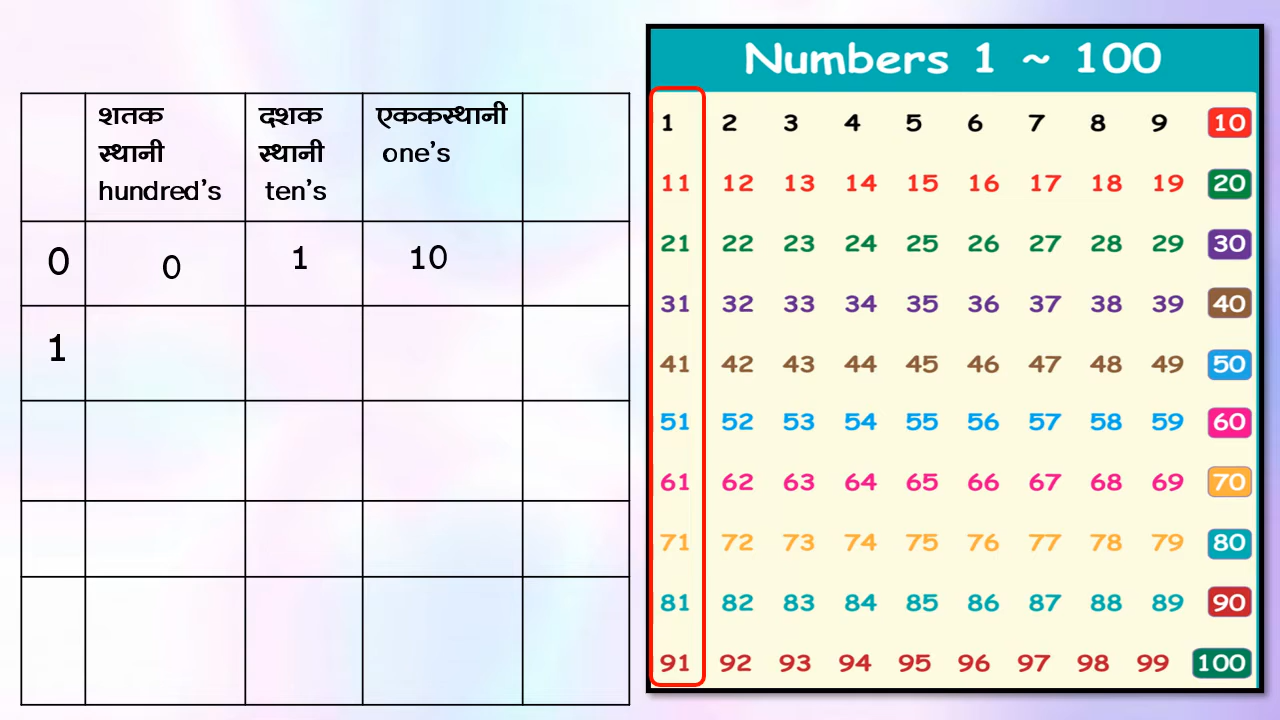 शतक
स्थानी
hundred's
दशक
स्थानी
ten's
एककस्थानी
one's
0 0 1 10
1
Numbers 1 ~ 100
1 2 3 4 5 6 7 8 9 10
11 12 13 14 15 16 17 18 19 20
21 22 23 24 25 26 27 28 29 30
31 32 33 34 35 36 37 38 39 40
41 42 43 44 45 46 47 48 49 50
51 52 53 54 55 56 57 58 59 60
61 62 63 64 65 66 67 68 69 70
71 72 73 74 75 76 77 78 79 80
81 82 83 84 85 86 87 88 89 90
91 92 93 94 95 96 97 98 99 100